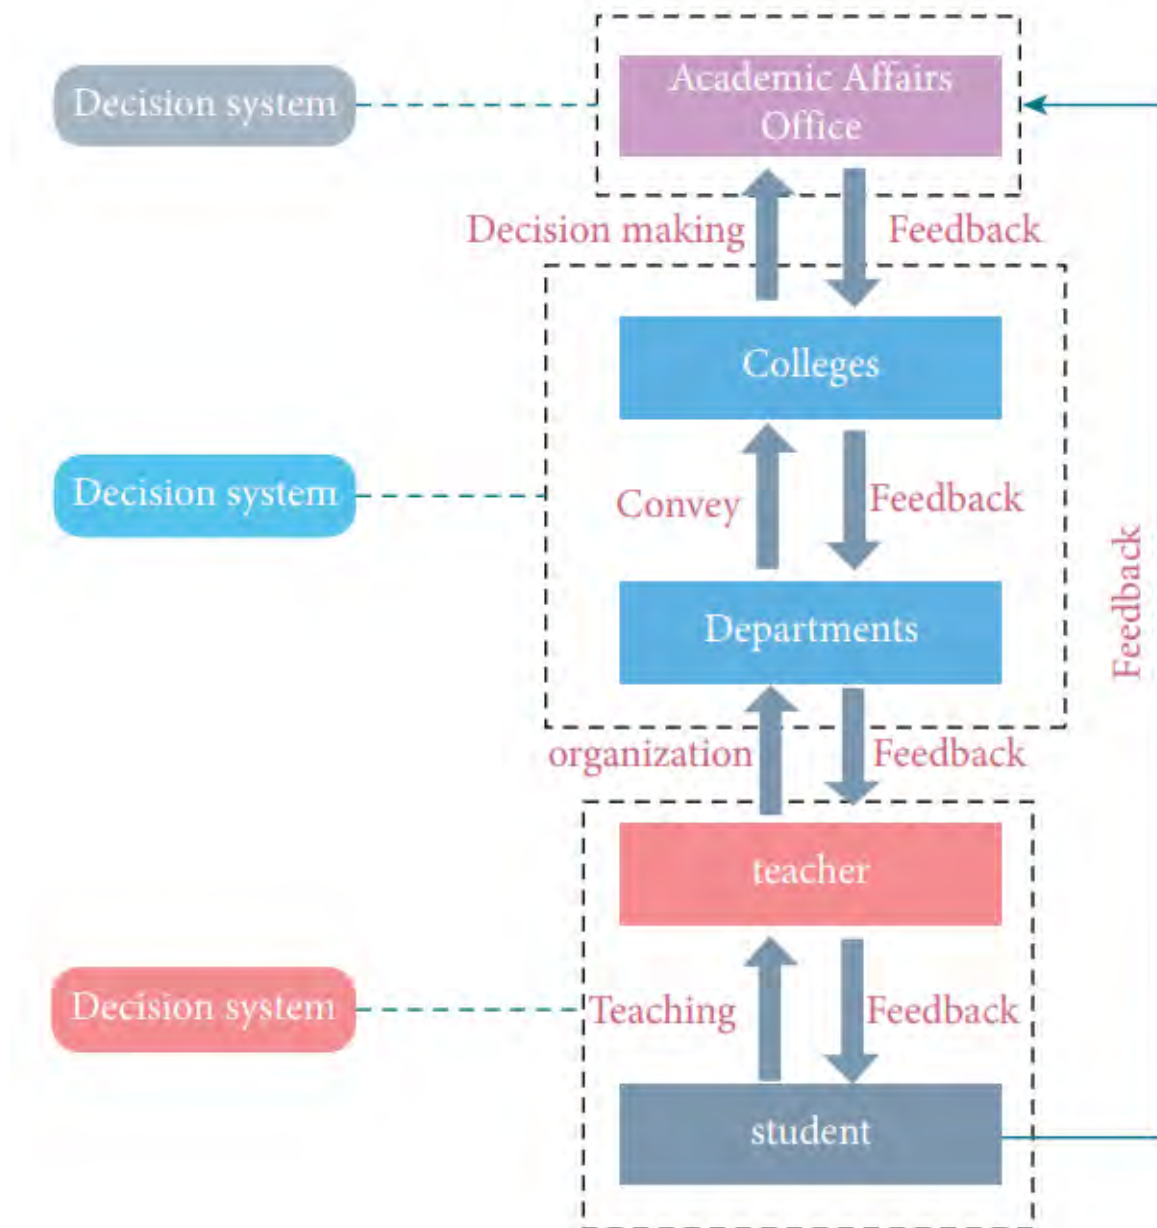 Academic Affairs
Office
Decision system
Decision making
Feedback
Colleges
Decision system
Convey
Feedback
Feedback
Departments
organization
Feedback
teacher
Decision system
Teaching
Feedback
student